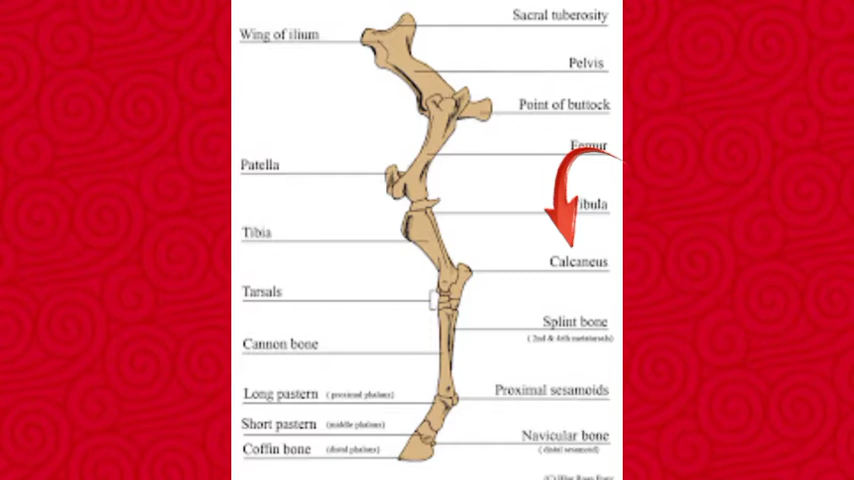 Sacral tuberosity
Wing of ilium
Pelvis
Point of buttock
Femur
Patella
ibula
Tibia
Calcaneus
Tarsals
Splint bone
( 2nd & 4th metatarsals)
Cannon bone
Long pastern ( proximal phalanx)
Proximal sesamoids
Short pastern (middle phalanx)
Navicular bone
Coffin bone (distal phalanx)
( distal sesamoid)